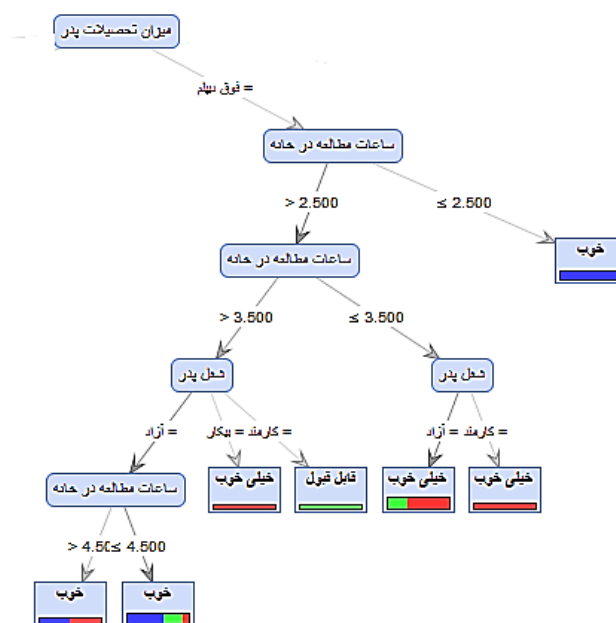 میزان تحصیلات پدر
= فوق دیپلم
ساعات مطالعه در خانه
> 2.500
≤ 2.500
ساعات مطالعه در خانه
خوب
> 3.500
≤ 3.500
شغل پدر
شغل پدر
= آزاد
= بیکار
= کارمند
= آزاد
= کارمند
ساعات مطالعه در خانه
خیلی خوب
قابل قبول
خیلی خوب
خیلی خوب
> 4.500
≤ 4.500
خوب
خوب